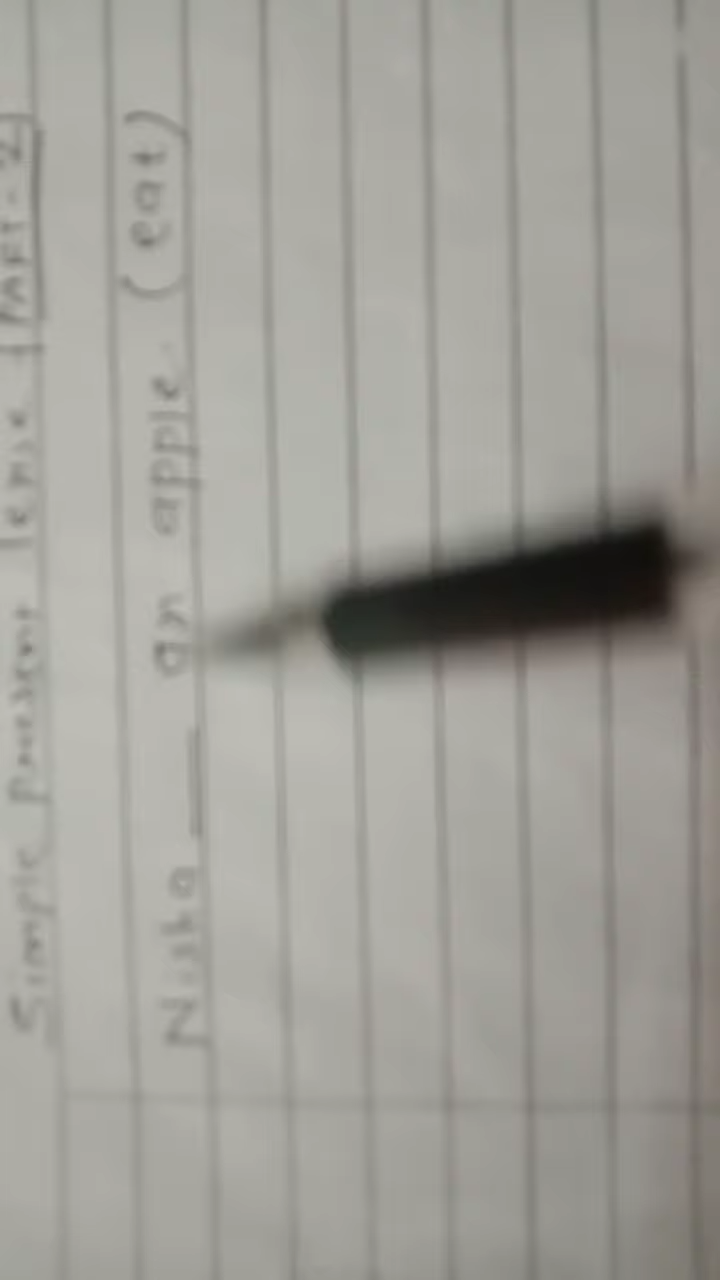 Simple present tense [PART-2]
Nisha ___ an apple. (eat)